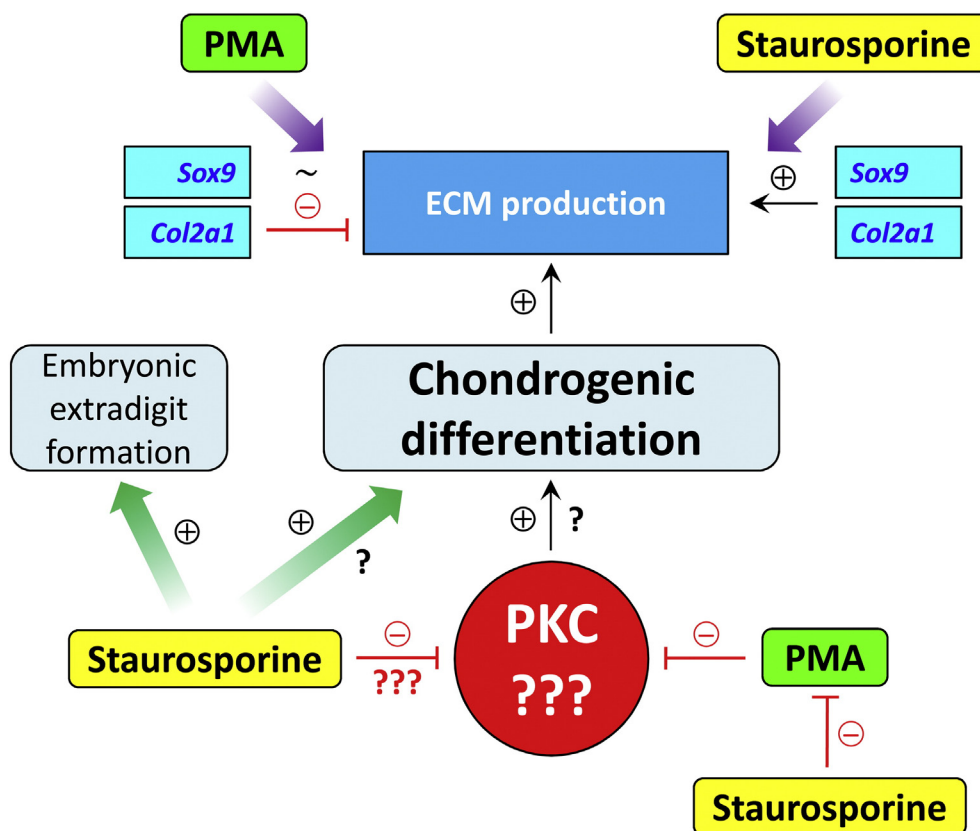 PMA
Staurosporine
Sox9
~
⊖
Col2a1
ECM production
⊕
Sox9
Col2a1
⊕
Embryonic
extradigit
formation
Chondrogenic
differentiation
⊕
⊕
?
⊕
?
Staurosporine
⊖
???
PKC
???
⊖
PMA
⊖
Staurosporine